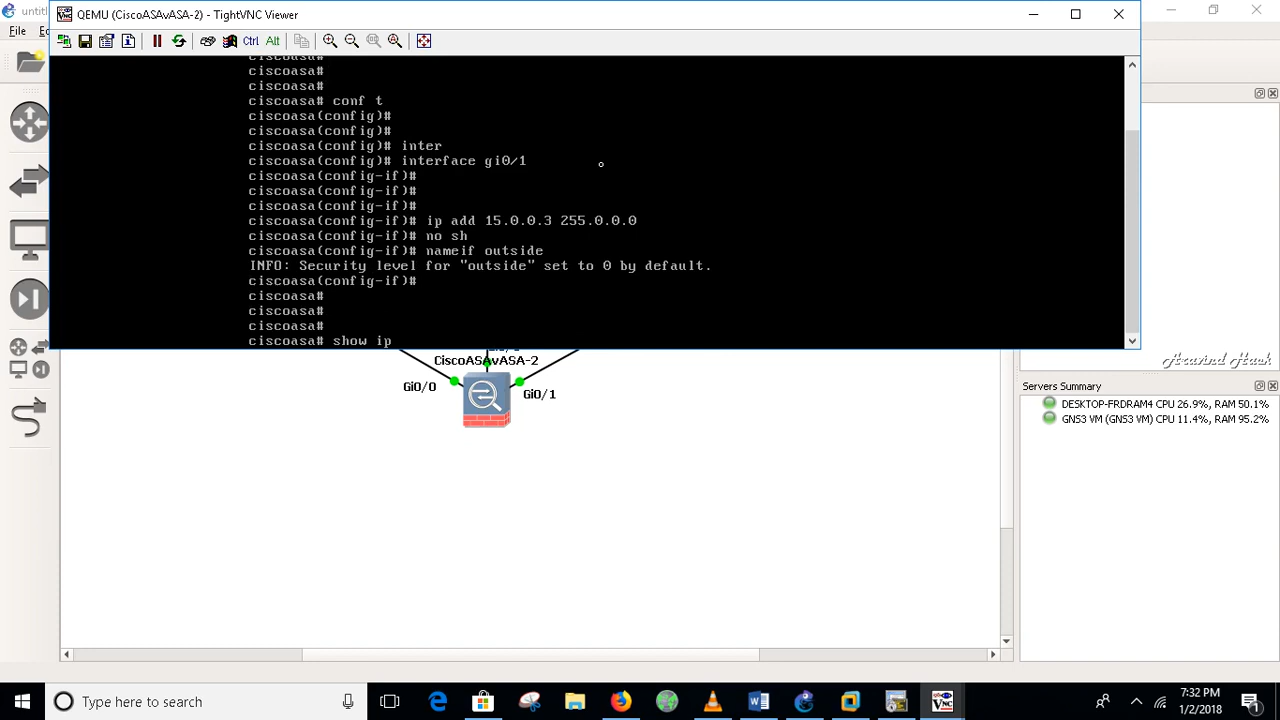 untitl
QEMU (CiscoASAvASA-2) - TightVNC Viewer
File
Ctrl Alt
ciscoasa#
ciscoasa#
ciscoasa#
ciscoasa# conf t
ciscoasa(config)#
ciscoasa(config)#
ciscoasa(config)# inter
ciscoasa(config)# interface gi0/1
ciscoasa(config-if)#
ciscoasa(config-if)#
ciscoasa(config-if)#
ciscoasa(config-if)# ip add 15.0.0.3 255.0.0.0
ciscoasa(config-if)# no sh
ciscoasa(config-if)# nameif outside
INFO: Security level for "outside" set to 0 by default.
ciscoasa(config-if)#
ciscoasa#
ciscoasa#
ciscoasa#
ciscoasa# show ip
CiscoASAvASA-2
Gi0/0
Gi0/1
Aravind Hash
Servers Summary
DESKTOP-FRDRAM4 CPU 26.9%, RAM 50.1%
GNS3 VM (GNS3 VM) CPU 11.4%, RAM 95.2%
Type here to search
7:32 PM
1/2/2018